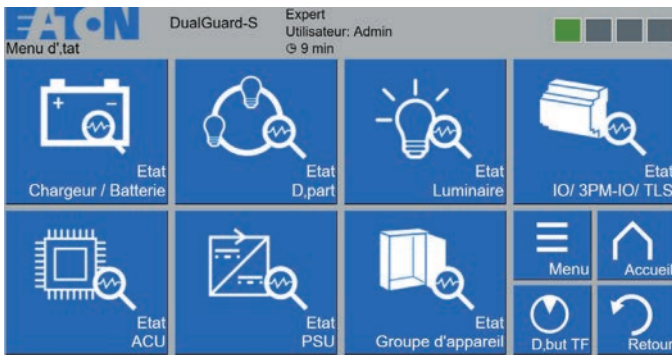 EATON
DualGuard-S
Expert
Utilisateur: Admin
9 min
Menu d',tat
Etat
Chargeur / Batterie
Etat
D,part
Etat
Luminaire
Etat
IO/ 3PM-IO/ TLS
Etat
ACU
Etat
PSU
Etat
Groupe d'appareil
Menu
Accueil
D,but TF
Retour